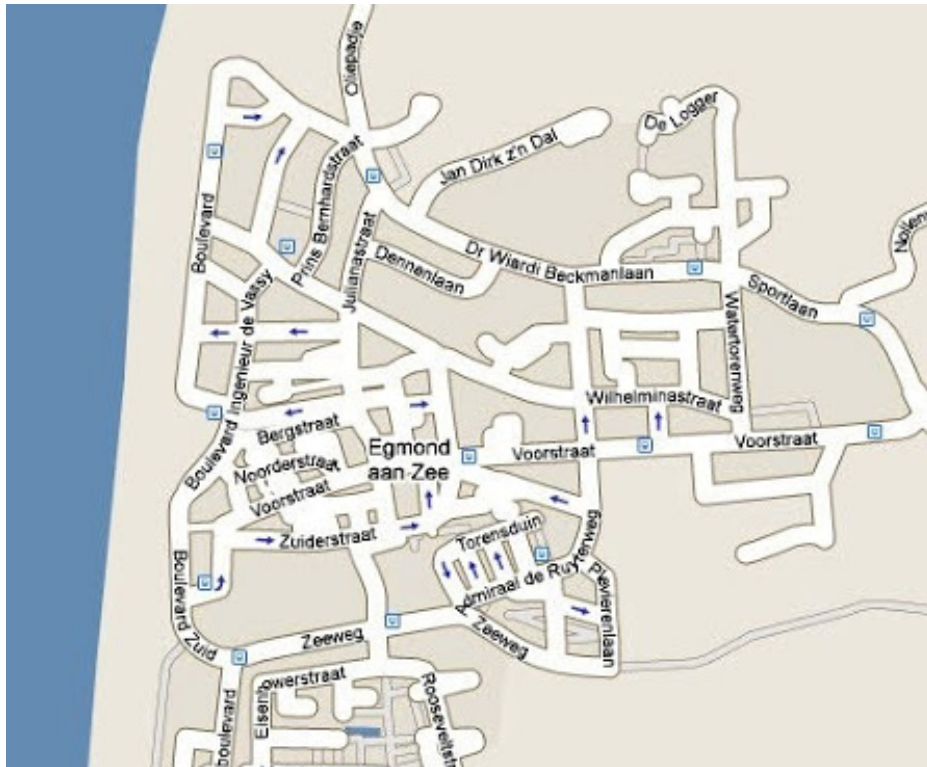 Oliepadje
De Logger
Jan Dirk z'n Dal
Boulevard
Prins Bernhardstraat
Julianastraat
Dennenlaan
Dr Wiardi Beckmanlaan
Sportlaan
Boulevard Ingenieur de Vassy
Watertorenweg
Wilhelminastraat
Bergstraat
Egmond
aan Zee
Voorstraat
Voorstraat
Noorderstraat
Voorstraat
Zuiderstraat
Torensduin
Admiraal de Ruyterweg
Plevierenlaan
Boulevard Zuid
Zeeweg
Zeeweg
Eisenhowerstraat
boulevard